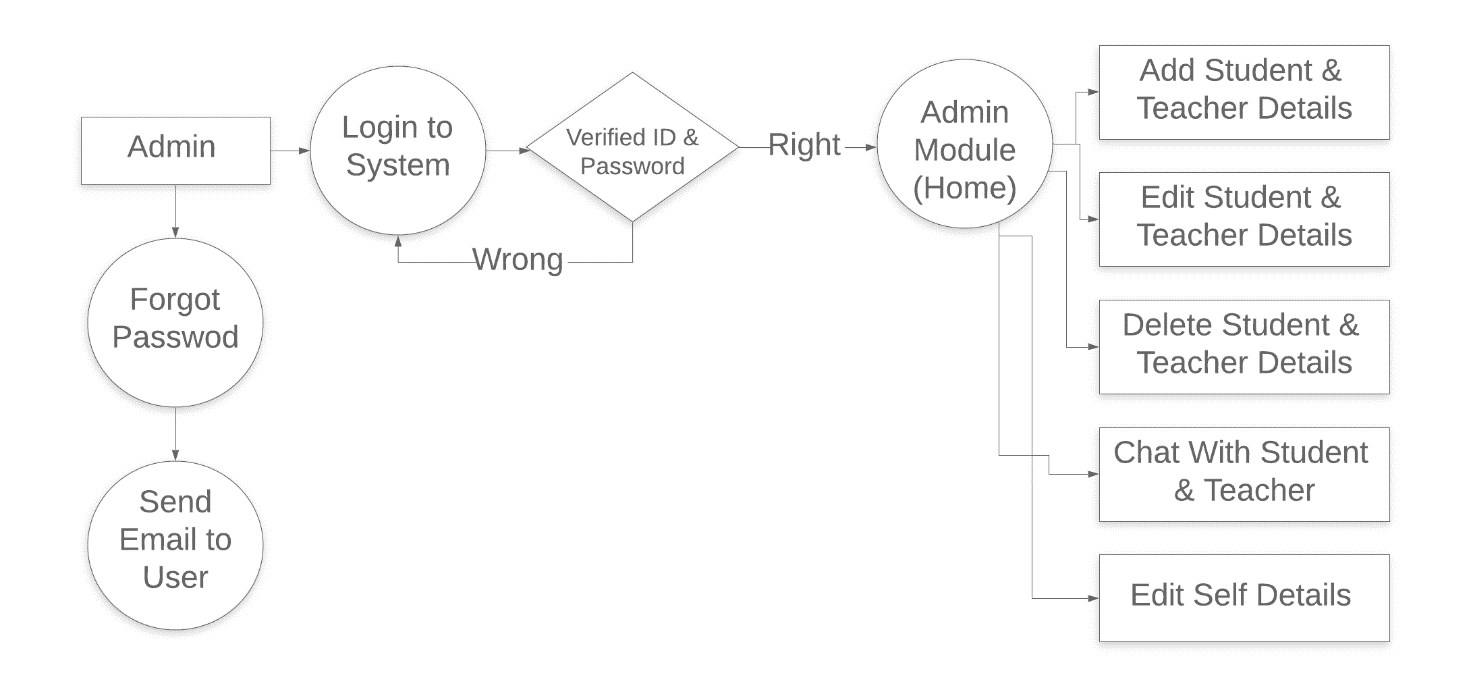 Admin
Login to
System
Verified ID &
Password
Right
Wrong
Admin
Module
(Home)
Forgot
Passwod
Send
Email to
User
Add Student &
Teacher Details
Edit Student &
Teacher Details
Delete Student &
Teacher Details
Chat With Student
& Teacher
Edit Self Details